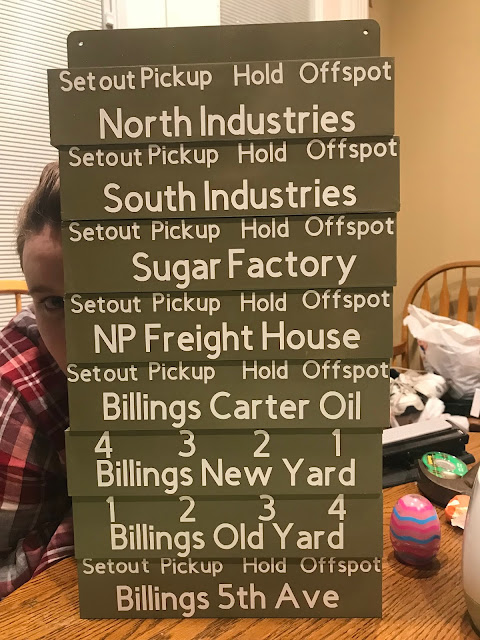 Setout Pickup Hold Offspot
North Industries
Setout Pickup Hold Offspot
South Industries
Setout Pickup Hold Offspot
Sugar Factory
Setout Pickup Hold Offspot
NP Freight House
Setout Pickup Hold Offspot
Billings Carter Oil
4 3 2 1
Billings New Yard
1 2 3 4
Billings Old Yard
Setout Pickup Hold Offspot
Billings 5th Ave